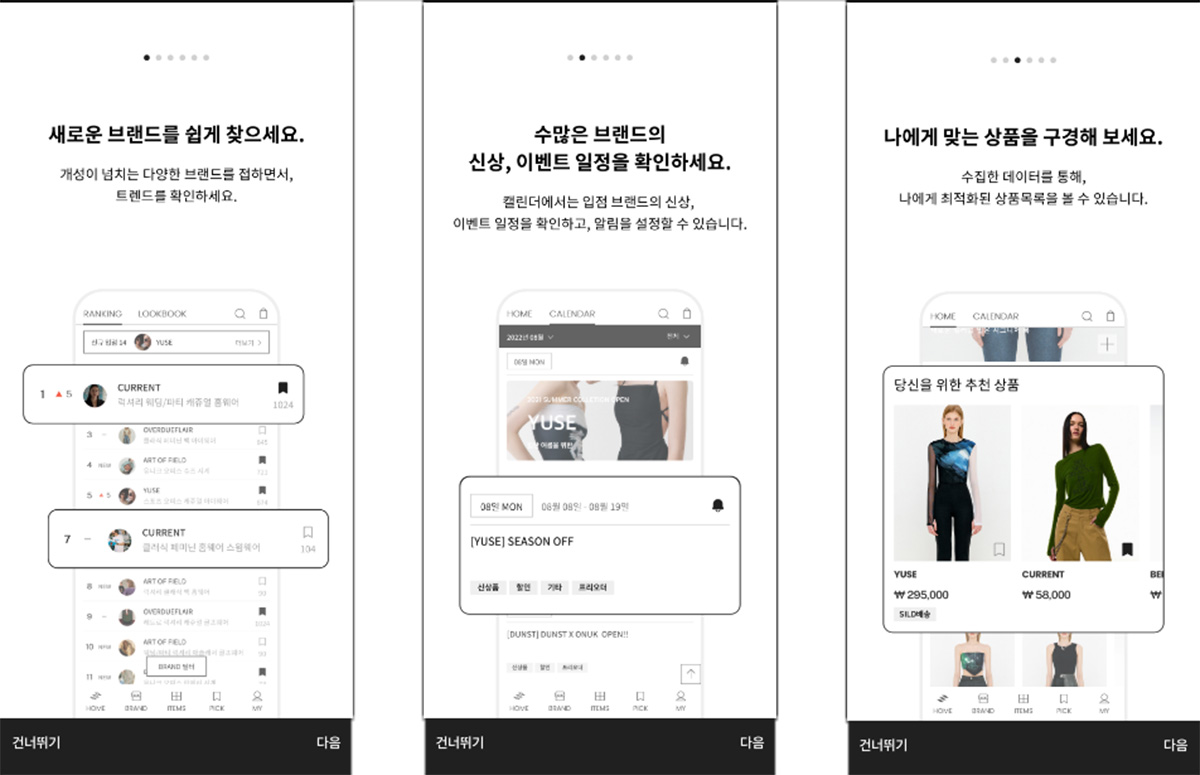 새로운 브랜드를 쉽게 찾으세요.
개성이 넘치는 다양한 브랜드를 접하면서,
트렌드를 확인하세요.
RANKING LOOKBOOK
YUSE
1 ▲ 5 CURRENT
럭셔리 웨딩/파티 캐쥬얼 홈웨어
1024
3 – OVERDUEFLAIR
4 NEW ART OF FIELD
5 ▲ 5 YUSE
7 – CURRENT
클래식 페미닌 홈웨어 스윔웨어
104
8 NEW ART OF FIELD
9 – OVERDUEFLAIR
10 NEW ART OF FIELD
11 NEW
BRAND 필터
HOME BRAND ITEMS PICK MY
건너뛰기 다음
수많은 브랜드의
신상, 이벤트 일정을 확인하세요.
캘린더에서는 입점 브랜드의 신상,
이벤트 일정을 확인하고, 알림을 설정할 수 있습니다.
HOME CALENDAR
2022년 08월
08일 MON
2021 SUMMER COLLECTION OPEN
YUSE
08일 MON 08월 08일 - 08월 19일
[YUSE] SEASON OFF
신상품 할인 기타 프리오더
[DUNST] DUNST X ONUK OPEN!!
신상품 할인 프리오더
HOME BRAND ITEMS PICK MY
건너뛰기 다음
나에게 맞는 상품을 구경해 보세요.
수집한 데이터를 통해,
나에게 최적화된 상품목록을 볼 수 있습니다.
HOME CALENDAR
당신을 위한 추천 상품
YUSE CURRENT
₩ 295,000 ₩ 58,000 ₩
SILD배송
HOME BRAND ITEMS PICK MY
건너뛰기 다음